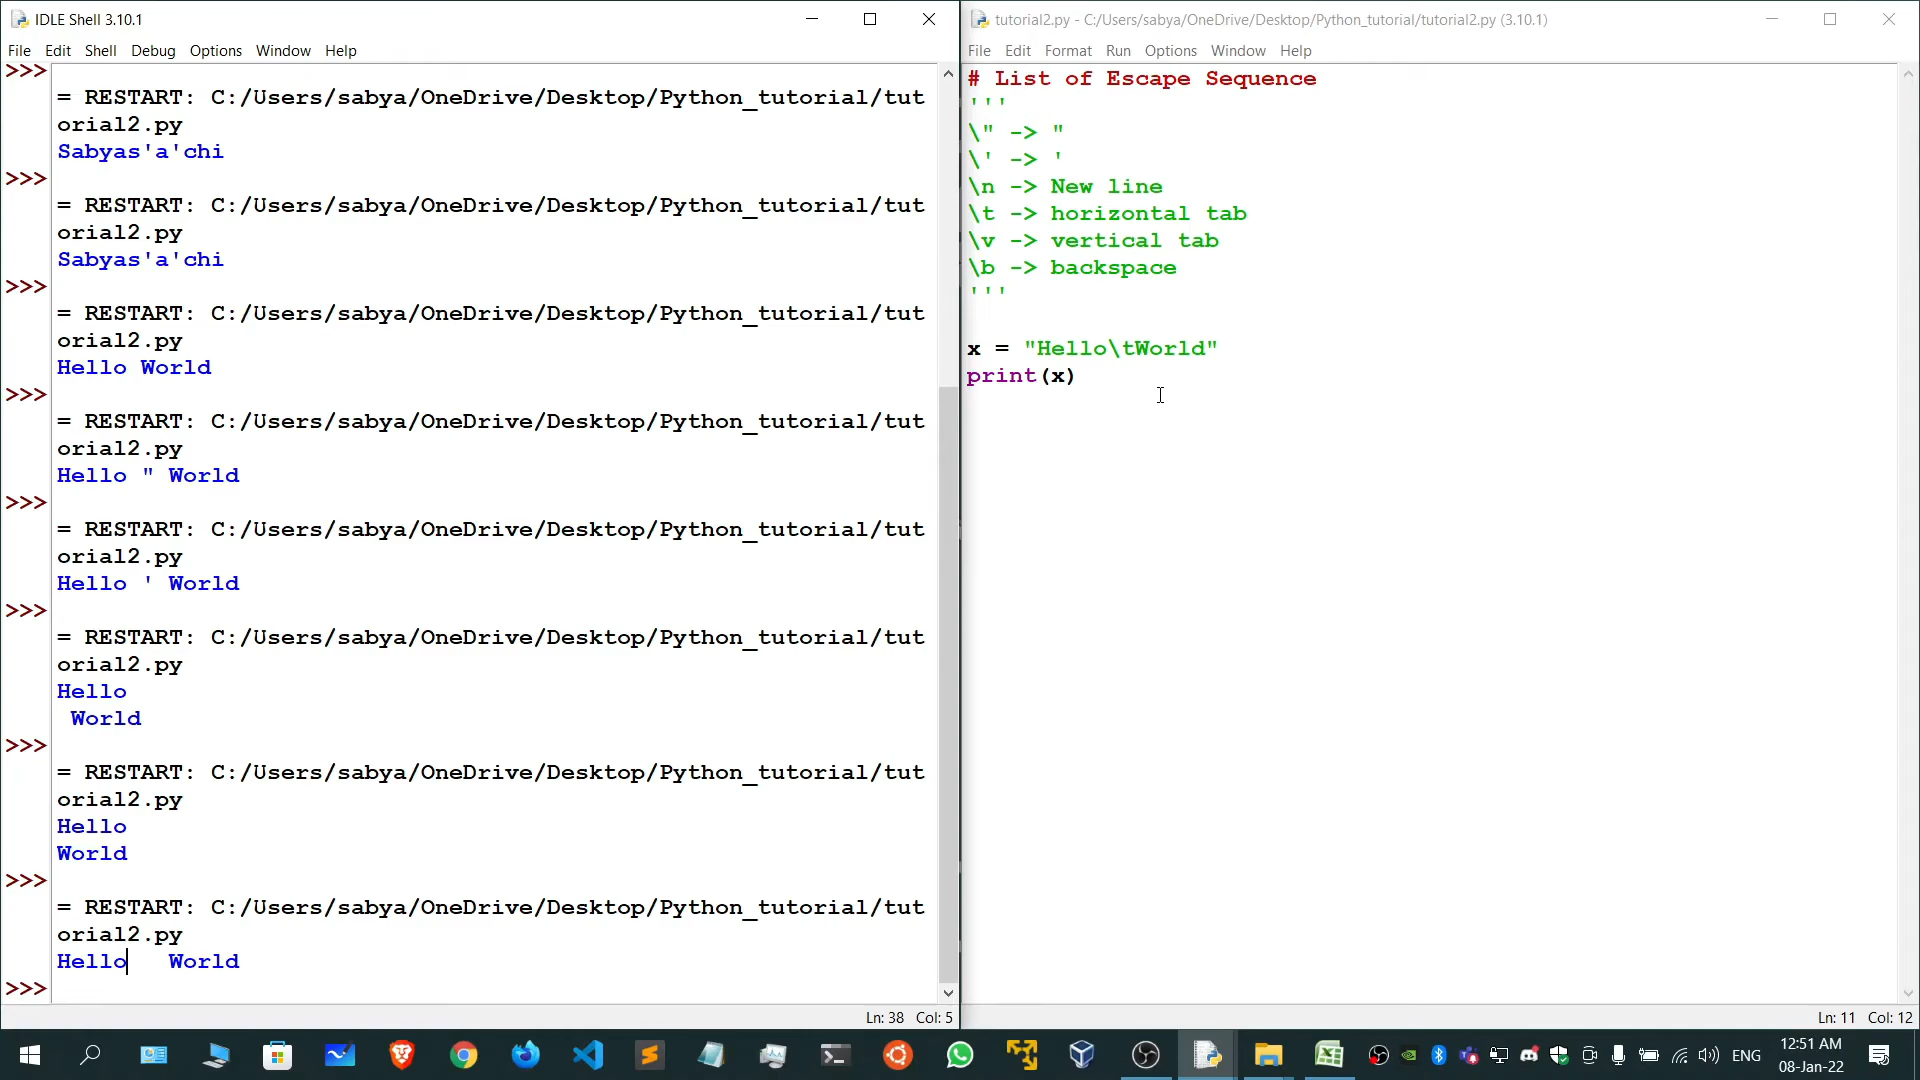 IDLE Shell 3.10.1
File Edit Shell Debug Options Window Help
>>>
= RESTART: C:/Users/sabya/OneDrive/Desktop/Python_tutorial/tut
orial2.py
Sabyas'a'chi
>>>
= RESTART: C:/Users/sabya/OneDrive/Desktop/Python_tutorial/tut
orial2.py
Sabyas'a'chi
>>>
= RESTART: C:/Users/sabya/OneDrive/Desktop/Python_tutorial/tut
orial2.py
Hello World
>>>
= RESTART: C:/Users/sabya/OneDrive/Desktop/Python_tutorial/tut
orial2.py
Hello " World
>>>
= RESTART: C:/Users/sabya/OneDrive/Desktop/Python_tutorial/tut
orial2.py
Hello ' World
>>>
= RESTART: C:/Users/sabya/OneDrive/Desktop/Python_tutorial/tut
orial2.py
Hello
 World
>>>
= RESTART: C:/Users/sabya/OneDrive/Desktop/Python_tutorial/tut
orial2.py
Hello
World
>>>
= RESTART: C:/Users/sabya/OneDrive/Desktop/Python_tutorial/tut
orial2.py
Hello   World
>>>
Ln: 38 Col: 5
tutorial2.py - C:/Users/sabya/OneDrive/Desktop/Python_tutorial/tutorial2.py (3.10.1)
File Edit Format Run Options Window Help
# List of Escape Sequence
'''
\" -> "
\' -> '
\n -> New line
\t -> horizontal tab
\v -> vertical tab
\b -> backspace
'''
x = "Hello\tWorld"
print(x)
Ln: 11 Col: 12
ENG
12:51 AM
08-Jan-22